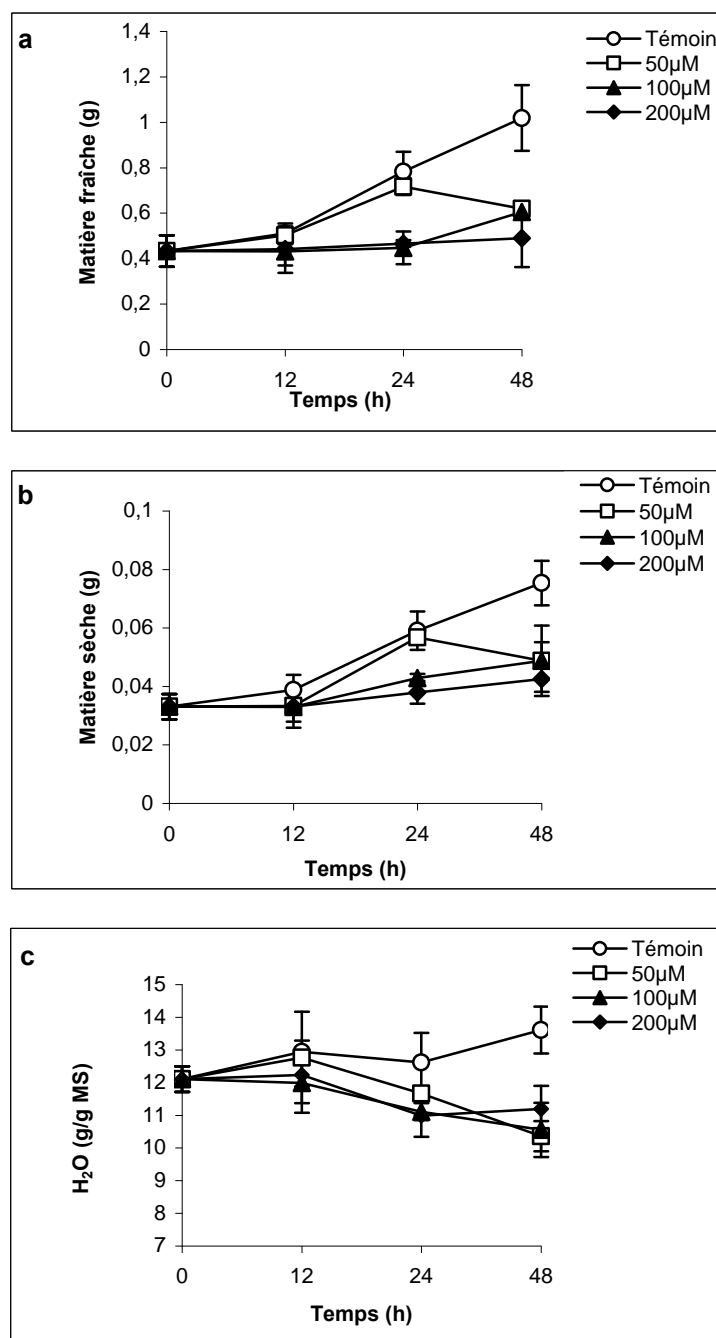 a
Témoin
50µM
100µM
200µM
Matière fraîche (g)
1,4
1,2
1
0,8
0,6
0,4
0,2
0
0 12 24 48
Temps (h)
b
Témoin
50µM
100µM
200µM
Matière sèche (g)
0,1
0,08
0,06
0,04
0,02
0
0 12 24 48
Temps (h)
c
Témoin
50µM
100µM
200µM
H₂O (g/g MS)
15
14
13
12
11
10
9
8
7
0 12 24 48
Temps (h)